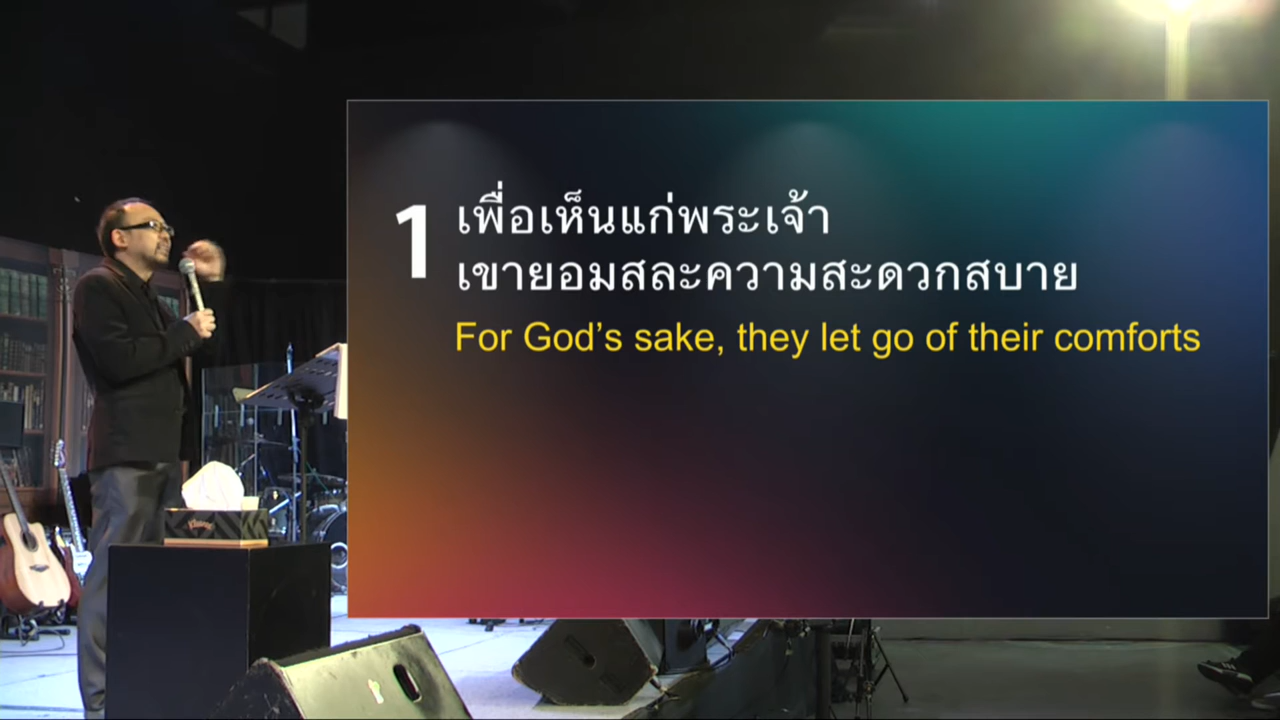 1
เพื่อเห็นแก่พระเจ้า
เขายอมสละความสะดวกสบาย
For God's sake, they let go of their comforts
Kleenex